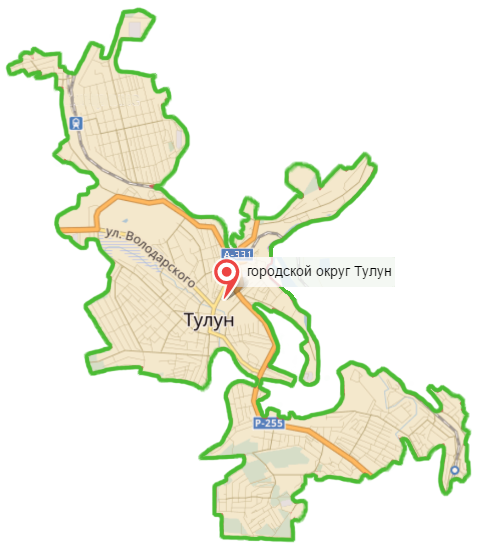 А-331
ул. Володарского
городской округ Тулун
Тулун
Р-255